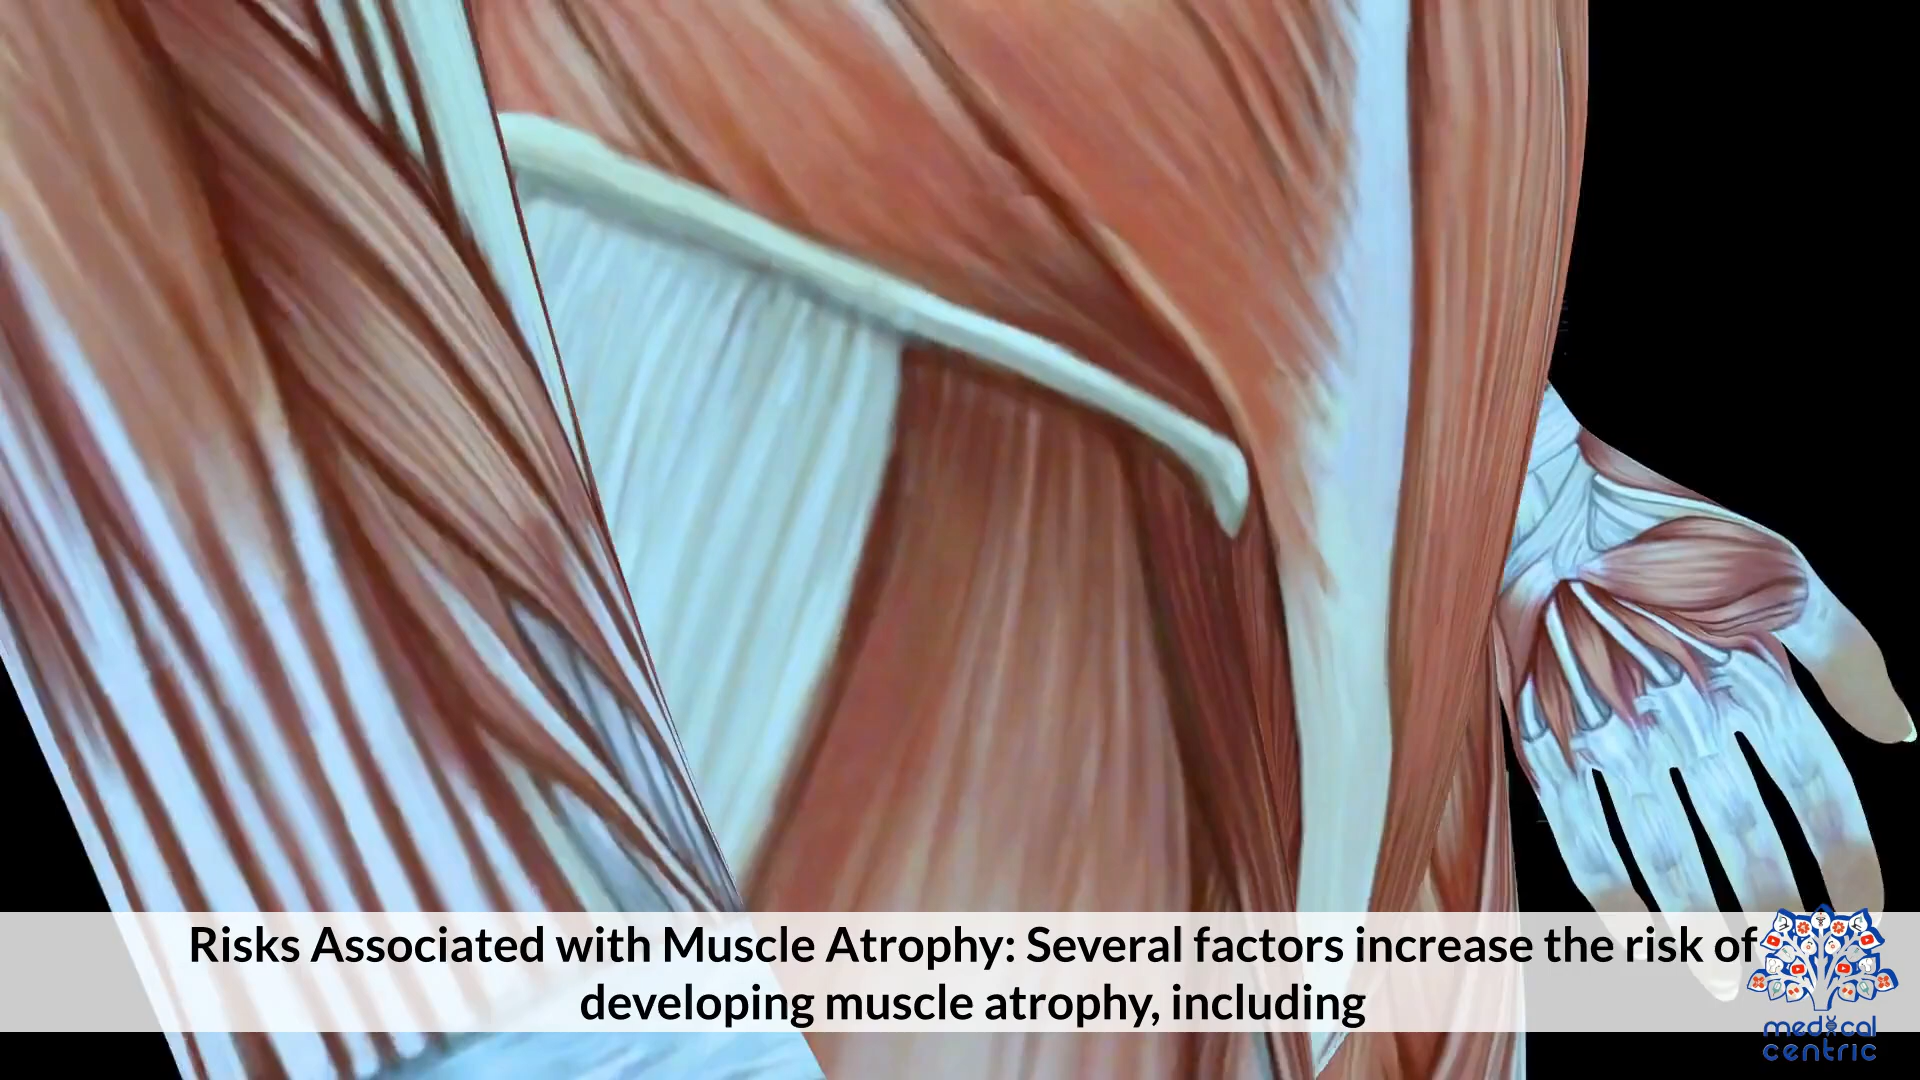 Risks Associated with Muscle Atrophy: Several factors increase the risk of
developing muscle atrophy, including
medical
centric